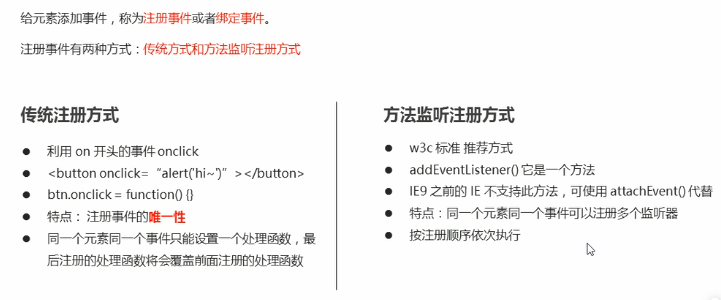 给元素添加事件，称为注册事件或者绑定事件。
注册事件有两种方式：传统方式和方法监听注册方式
传统注册方式
● 利用 on 开头的事件 onclick
● <button onclick= “alert('hi~')” ></button>
● btn.onclick = function() {}
● 特点： 注册事件的唯一性
● 同一个元素同一个事件只能设置一个处理函数，最
后注册的处理函数将会覆盖前面注册的处理函数
方法监听注册方式
● w3c 标准 推荐方式
● addEventListener() 它是一个方法
● IE9 之前的 IE 不支持此方法，可使用 attachEvent() 代替
● 特点：同一个元素同一个事件可以注册多个监听器
● 按注册顺序依次执行